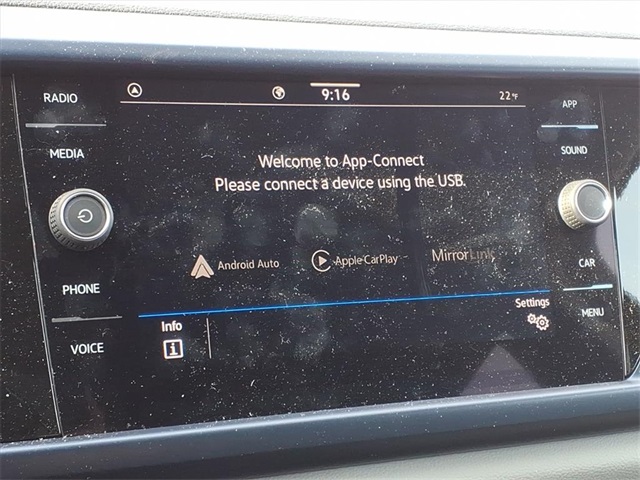 RADIO
MEDIA
PHONE
VOICE
9:16
22°F
Welcome to App-Connect
Please connect a device using the USB.
Android Auto
Apple CarPlay
MirrorLink
Info
i
Settings
APP
SOUND
CAR
MENU